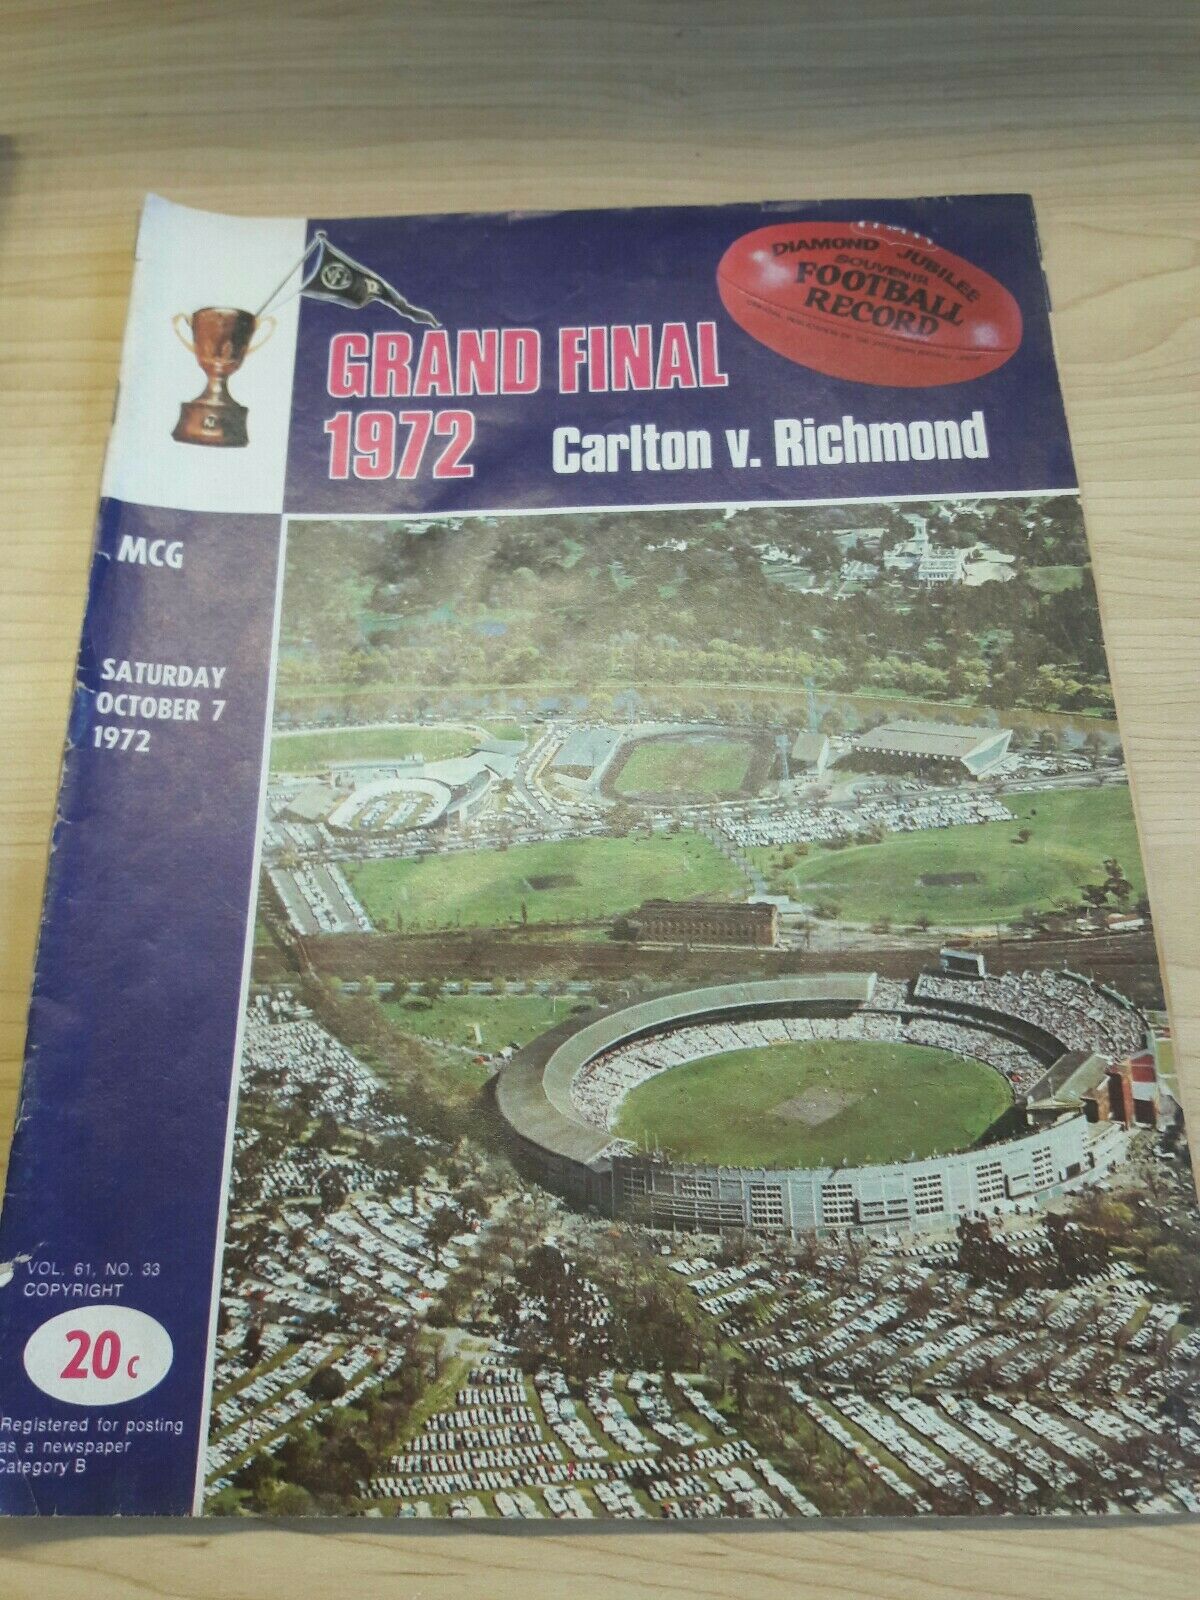 DIAMOND JUBILEE
SOUVENIR
FOOTBALL
RECORD
VFL
GRAND FINAL
1972
Carlton v. Richmond
MCG
SATURDAY
OCTOBER 7
1972
VOL. 61, NO. 33
COPYRIGHT
20c
Registered for posting
as a newspaper
Category B